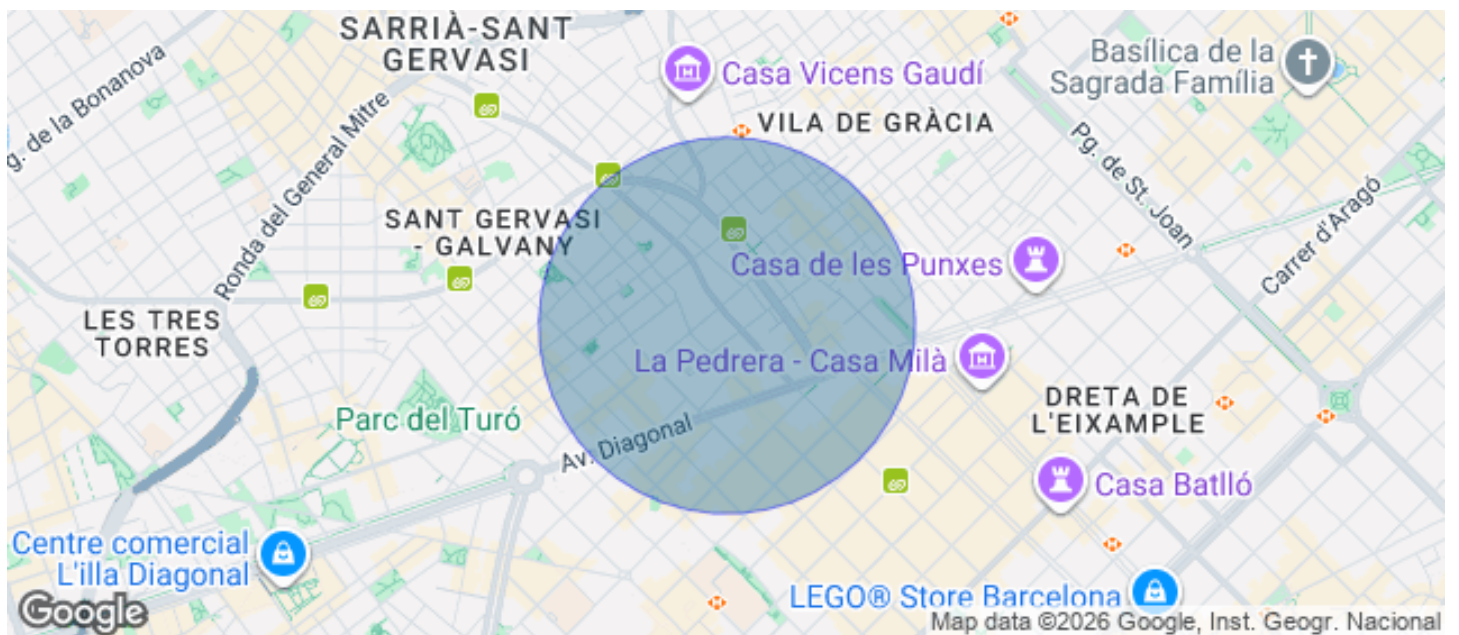 SARRIÀ-SANT
GERVASI
g. de la Bonanova
Casa Vicens Gaudí
Basílica de la
Sagrada Família
VILA DE GRÀCIA
Ronda del General Mitre
Pg. de St. Joan
SANT GERVASI
- GALVANY
Carrer d'Aragó
Casa de les Punxes
LES TRES
TORRES
La Pedrera - Casa Milà
DRETA DE
L'EIXAMPLE
Parc del Turó
Av. Diagonal
Casa Batlló
Centre comercial
L'illa Diagonal
LEGO® Store Barcelona
Google
Map data ©2026 Google, Inst. Geogr. Nacional